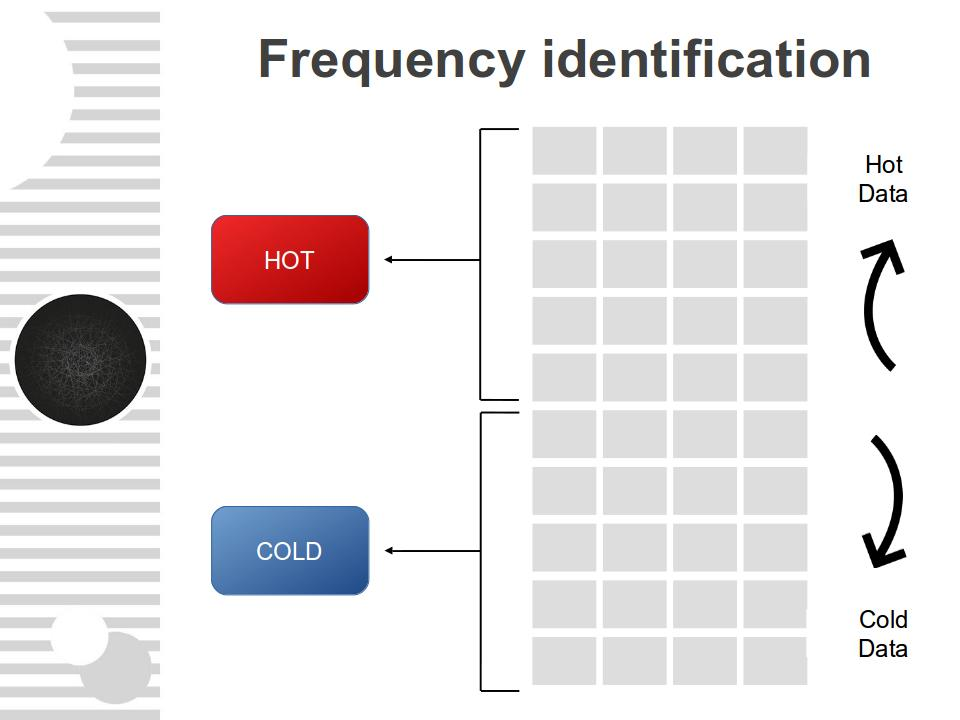 Frequency identification
Hot
Data
HOT
COLD
Cold
Data